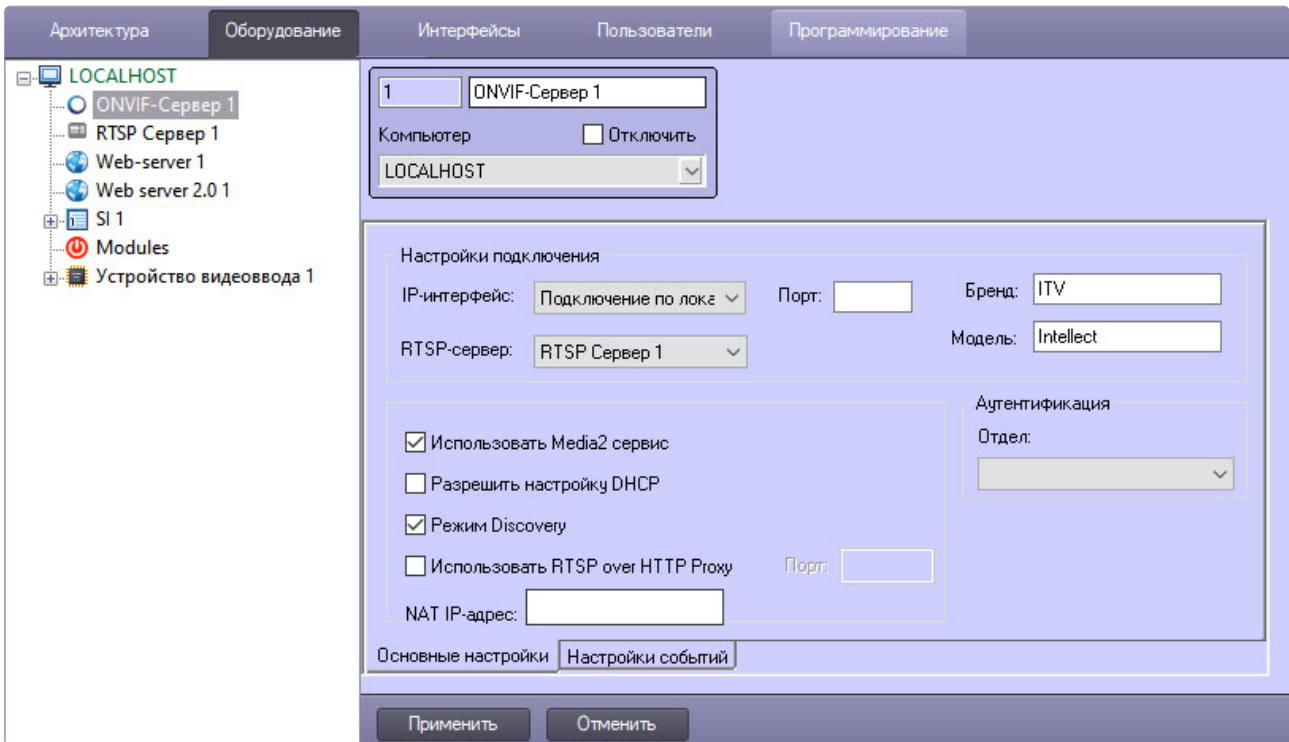 Архитектура Оборудование Интерфейсы Пользователи Программирование
LOCALHOST
ONVIF-Сервер 1
RTSP Сервер 1
Web-server 1
Web server 2.0 1
SI 1
Modules
Устройство видеоввода 1
1 ONVIF-Сервер 1
Компьютер Отключить
LOCALHOST
Настройки подключения
IP-интерфейс: Подключение по лока Порт: Бренд: ITV
RTSP-сервер: RTSP Сервер 1 Модель: Intellect
Аутентификация
Отдел:
Использовать Media2 сервис
Разрешить настройку DHCP
Режим Discovery
Использовать RTSP over HTTP Proxy Порт:
NAT IP-адрес:
Основные настройки Настройки событий
Применить Отменить